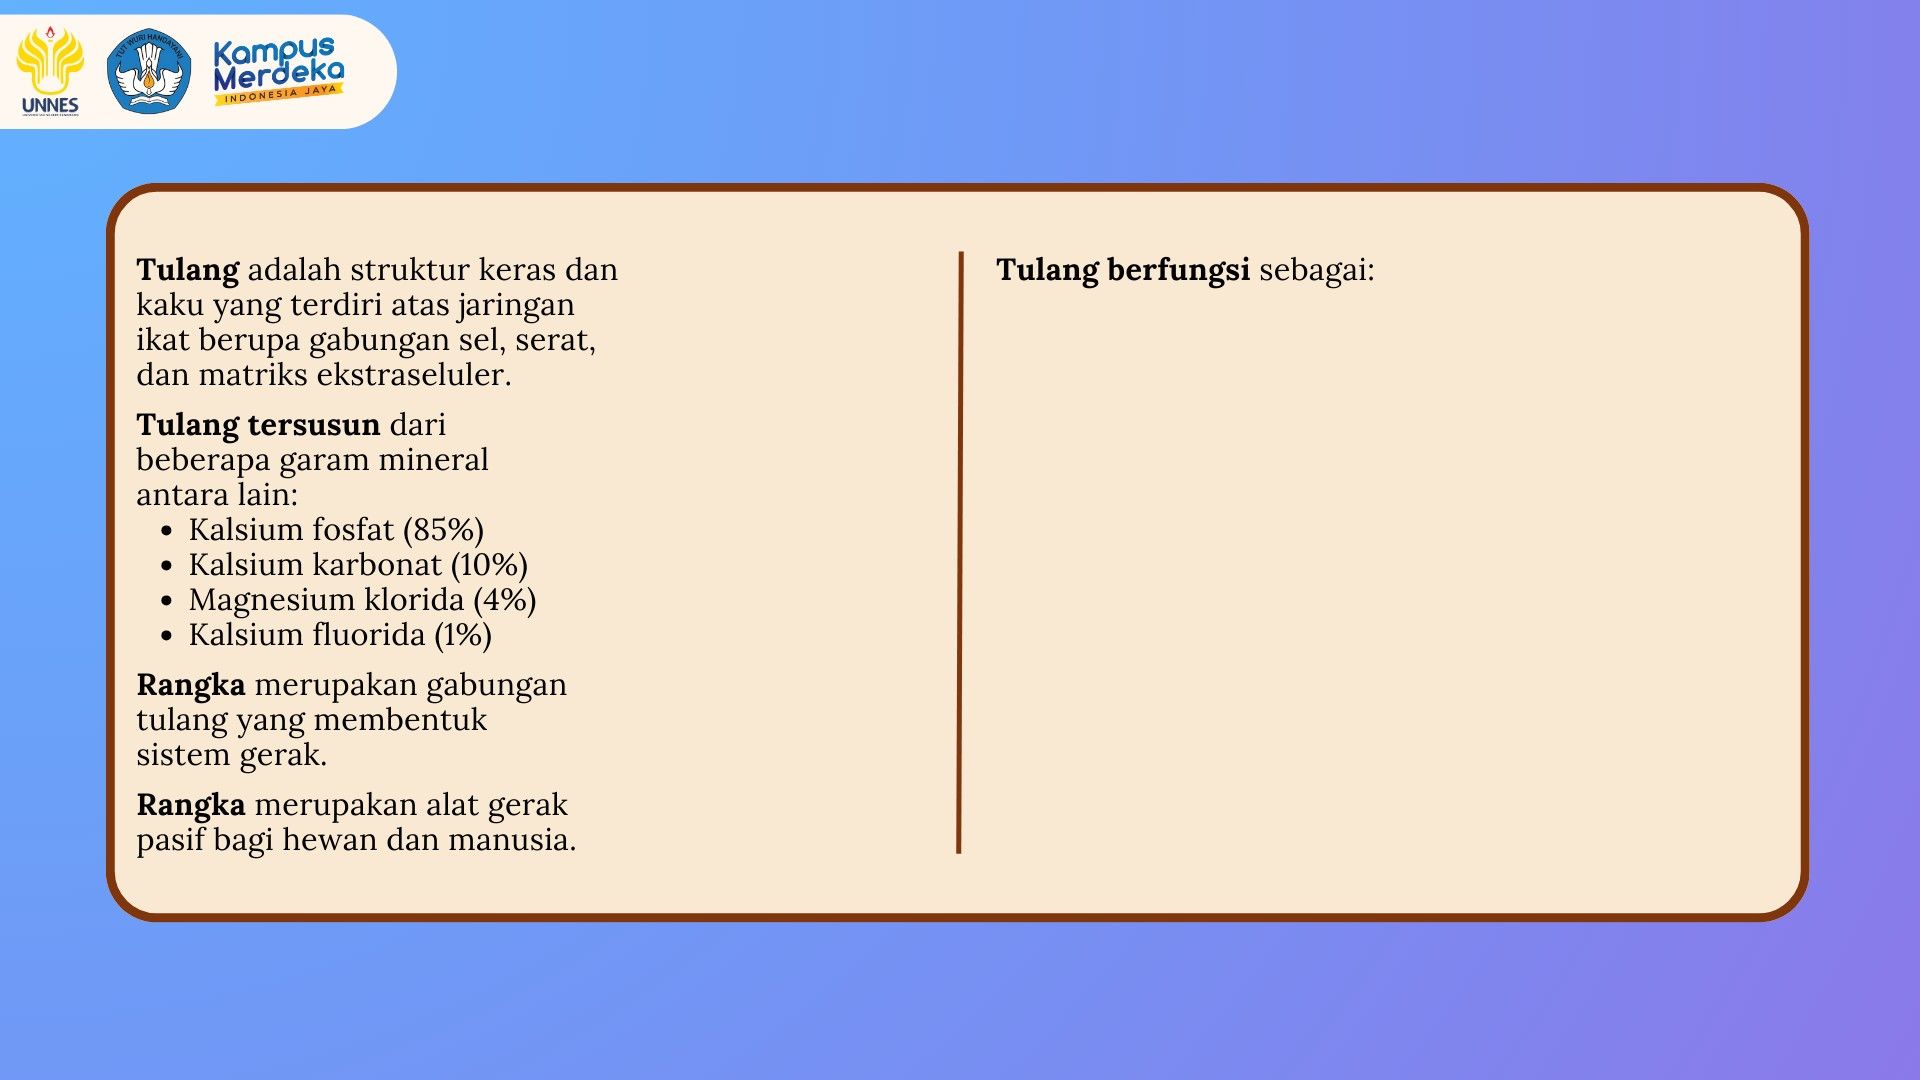 UNNES
TUT WURI HANDAYANI
Kampus
Merdeka
INDONESIA JAYA
Tulang adalah struktur keras dan
kaku yang terdiri atas jaringan
ikat berupa gabungan sel, serat,
dan matriks ekstraseluler.
Tulang tersusun dari
beberapa garam mineral
antara lain:
• Kalsium fosfat (85%)
• Kalsium karbonat (10%)
• Magnesium klorida (4%)
• Kalsium fluorida (1%)
Rangka merupakan gabungan
tulang yang membentuk
sistem gerak.
Rangka merupakan alat gerak
pasif bagi hewan dan manusia.
Tulang berfungsi sebagai: